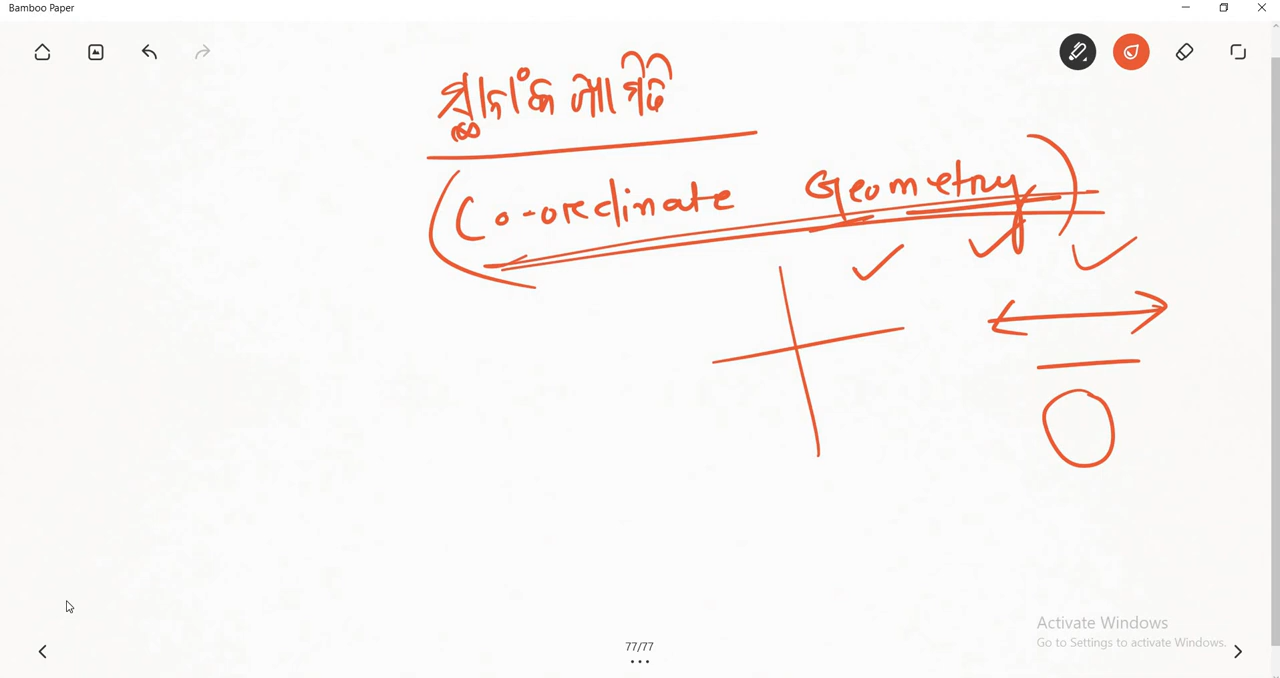 Bamboo Paper
ସ୍ଥାନାଂକ ଜ୍ୟାମିତି
(Co-ordinate Geometry)
77/77
Activate Windows
Go to Settings to activate Windows.